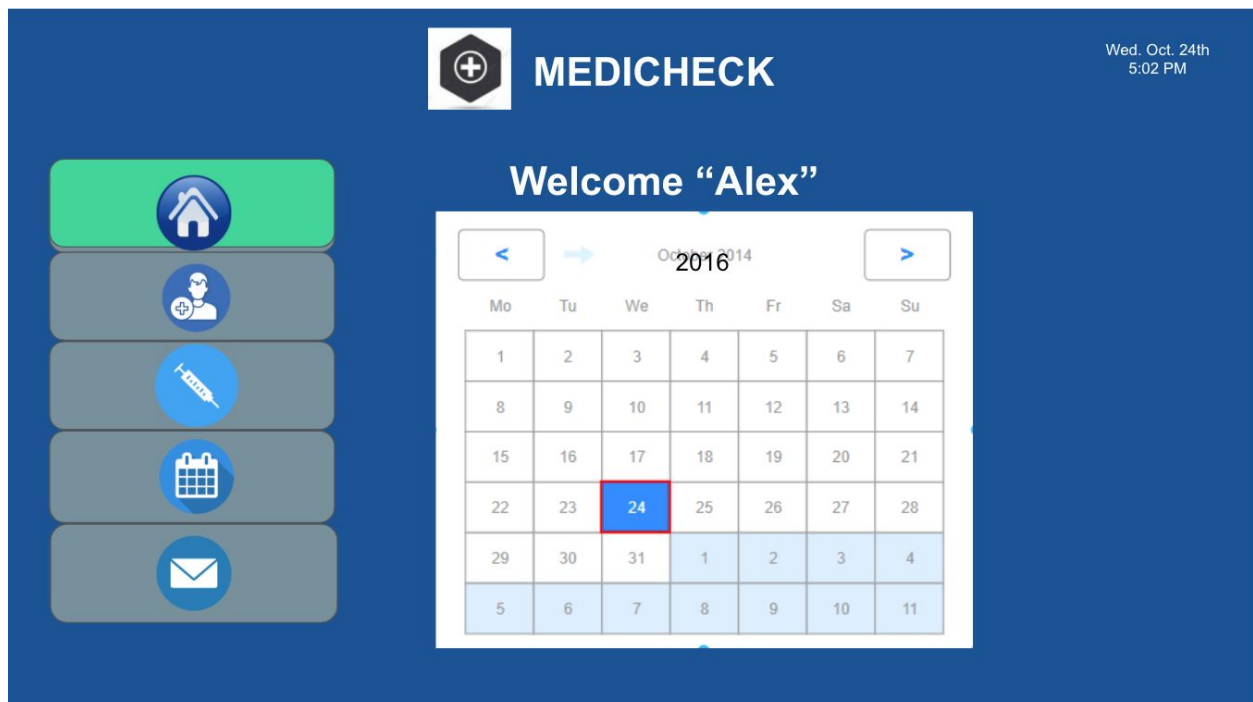 MEDICHECK
Wed. Oct. 24th
5:02 PM
Welcome “Alex”
< October 2014 >
2016
Mo Tu We Th Fr Sa Su
1 2 3 4 5 6 7
8 9 10 11 12 13 14
15 16 17 18 19 20 21
22 23 24 25 26 27 28
29 30 31 1 2 3 4
5 6 7 8 9 10 11